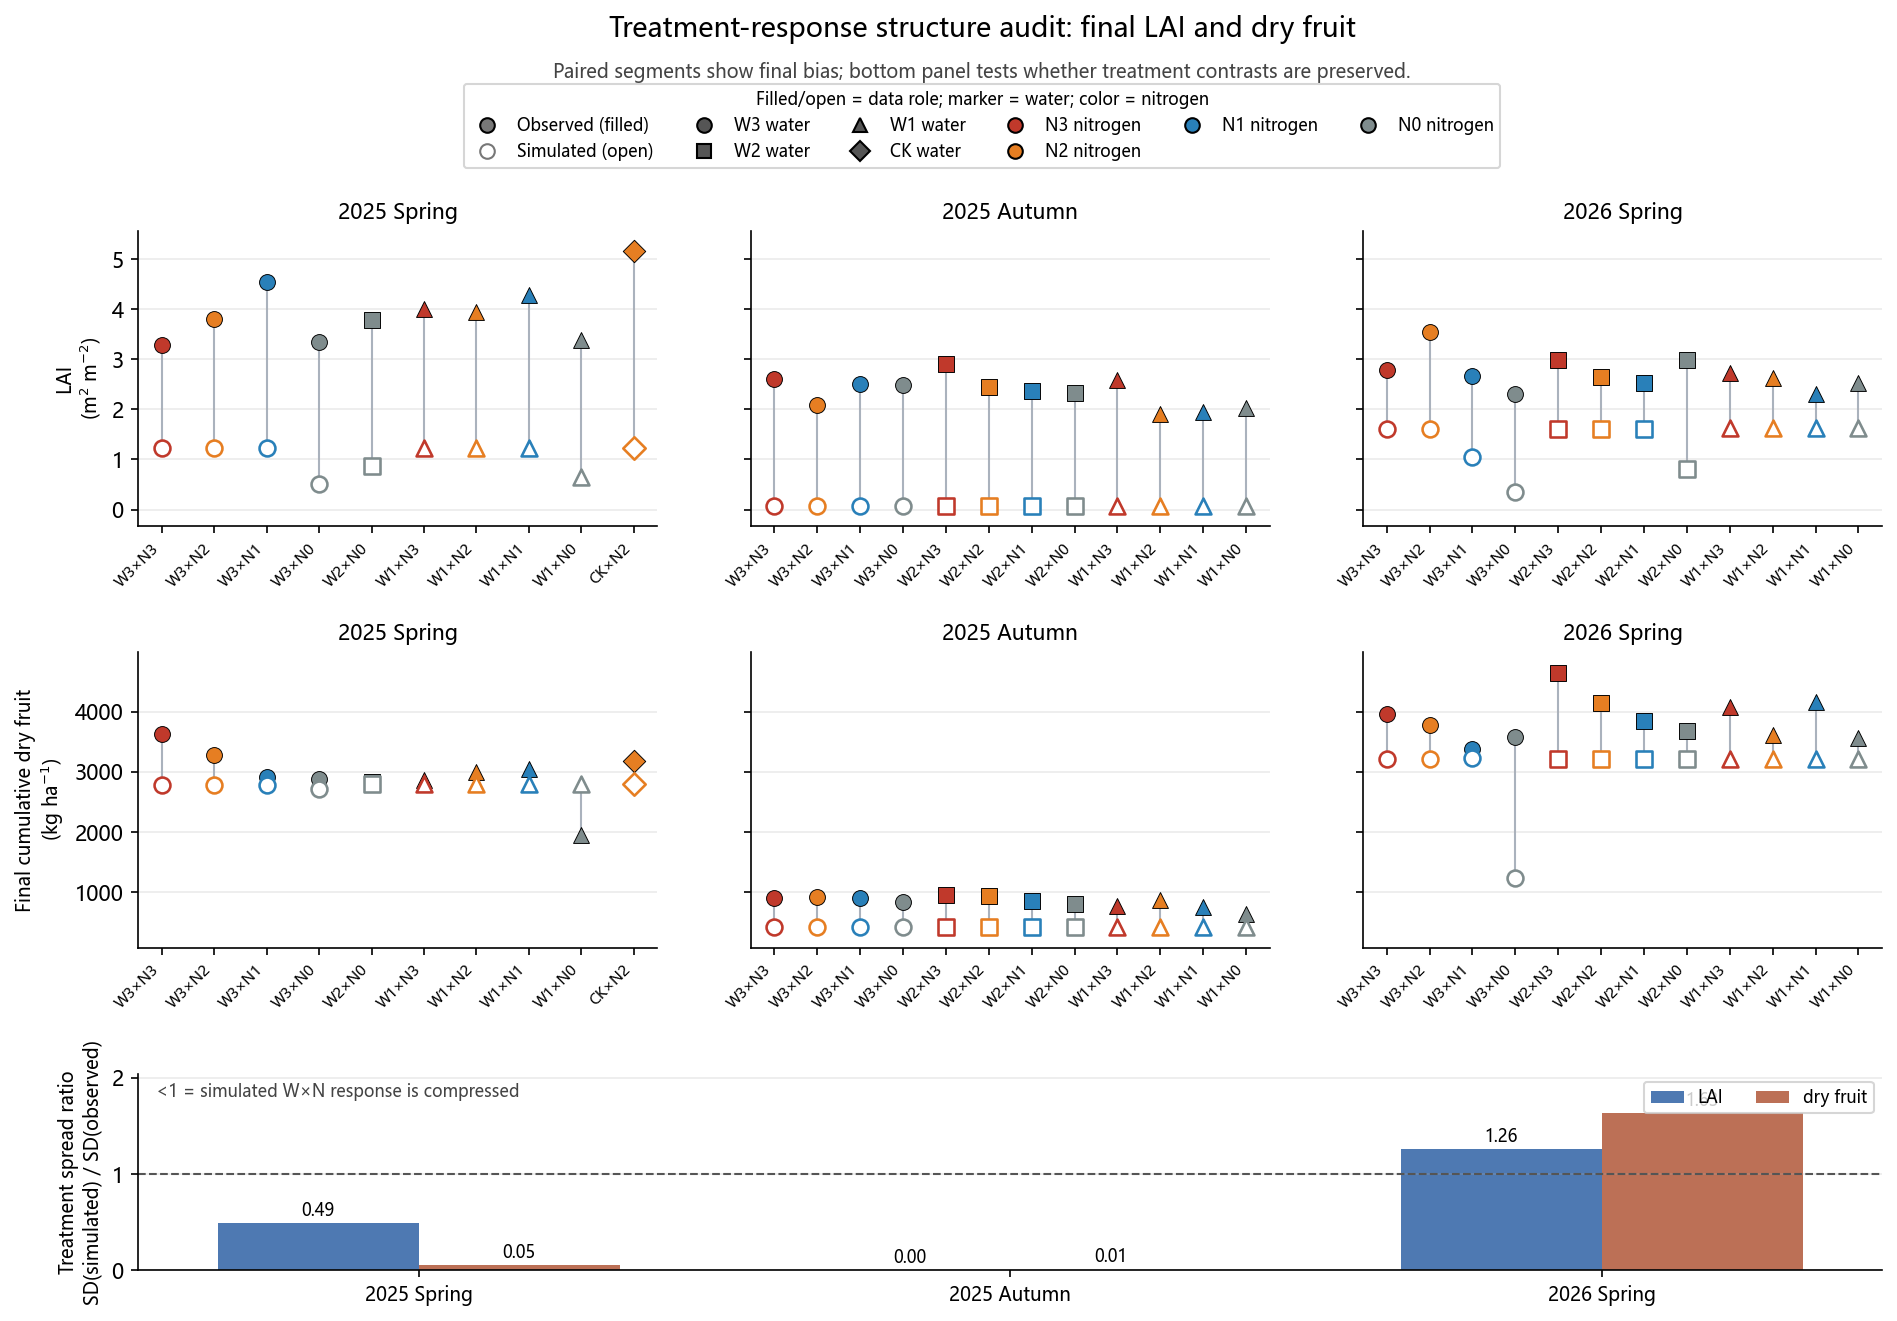 Treatment-response structure audit: final LAI and dry fruit
Paired segments show final bias; bottom panel tests whether treatment contrasts are preserved.
Filled/open = data role; marker = water; color = nitrogen
Observed (filled) W3 water W1 water N3 nitrogen N1 nitrogen N0 nitrogen
Simulated (open) W2 water CK water N2 nitrogen
2025 Spring 2025 Autumn 2026 Spring
LAI
(m² m⁻²)
5
4
3
2
1
0
W3×N3 W3×N2 W3×N1 W3×N0 W2×N0 W1×N3 W1×N2 W1×N1 W1×N0 CK×N2
W3×N3 W3×N2 W3×N1 W3×N0 W2×N3 W2×N2 W2×N1 W2×N0 W1×N3 W1×N2 W1×N1 W1×N0
W3×N3 W3×N2 W3×N1 W3×N0 W2×N3 W2×N2 W2×N1 W2×N0 W1×N3 W1×N2 W1×N1 W1×N0
2025 Spring 2025 Autumn 2026 Spring
Final cumulative dry fruit
(kg ha⁻¹)
4000
3000
2000
1000
W3×N3 W3×N2 W3×N1 W3×N0 W2×N0 W1×N3 W1×N2 W1×N1 W1×N0 CK×N2
W3×N3 W3×N2 W3×N1 W3×N0 W2×N3 W2×N2 W2×N1 W2×N0 W1×N3 W1×N2 W1×N1 W1×N0
W3×N3 W3×N2 W3×N1 W3×N0 W2×N3 W2×N2 W2×N1 W2×N0 W1×N3 W1×N2 W1×N1 W1×N0
Treatment spread ratio
SD(simulated) / SD(observed)
2
1
0
<1 = simulated W×N response is compressed
LAI dry fruit
0.49
0.05
0.00
0.01
1.26
2025 Spring 2025 Autumn 2026 Spring